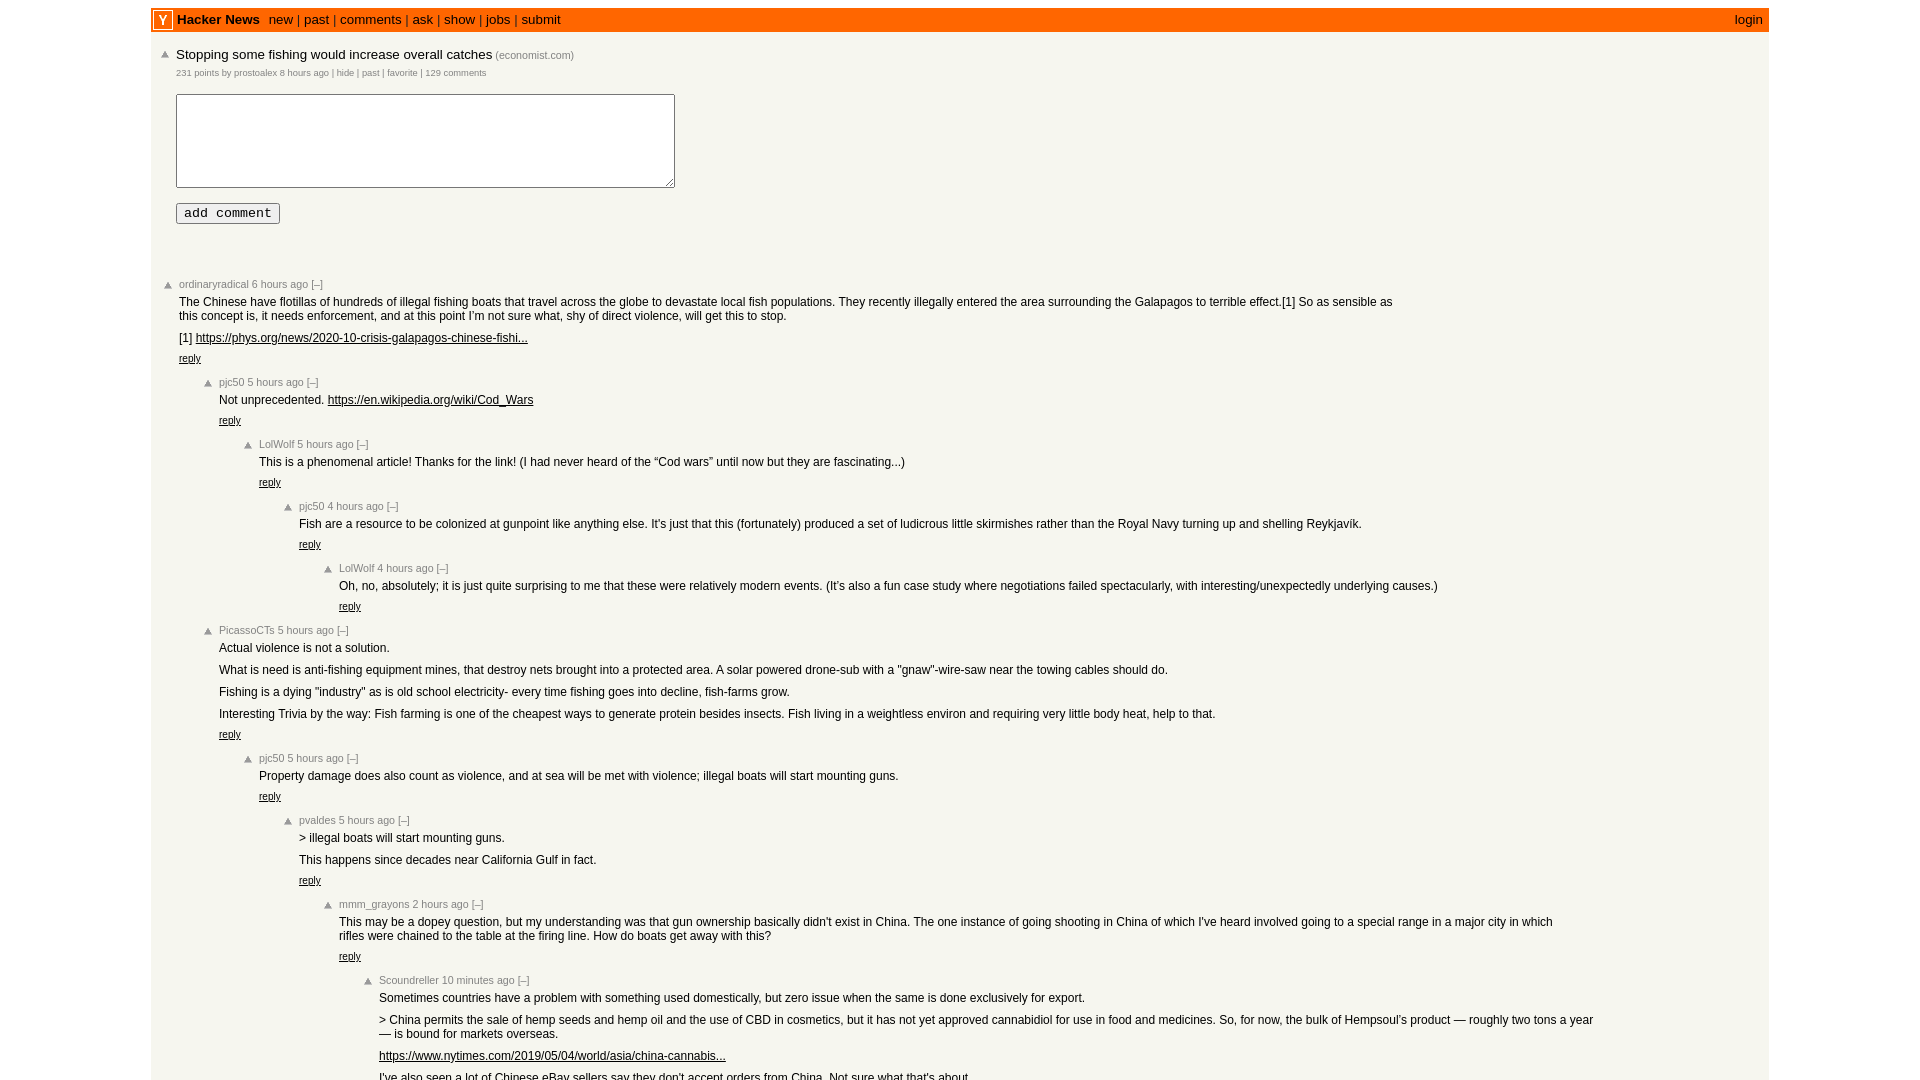 Y Hacker News new | past | comments | ask | show | jobs | submit login
Stopping some fishing would increase overall catches (economist.com)
231 points by prostoalex 8 hours ago | hide | past | favorite | 129 comments
add comment
ordinaryradical 6 hours ago [–]
The Chinese have flotillas of hundreds of illegal fishing boats that travel across the globe to devastate local fish populations. They recently illegally entered the area surrounding the Galapagos to terrible effect.[1] So as sensible as
this concept is, it needs enforcement, and at this point I’m not sure what, shy of direct violence, will get this to stop.
[1] https://phys.org/news/2020-10-crisis-galapagos-chinese-fishi...
reply
pjc50 5 hours ago [–]
Not unprecedented. https://en.wikipedia.org/wiki/Cod_Wars
reply
LolWolf 5 hours ago [–]
This is a phenomenal article! Thanks for the link! (I had never heard of the “Cod wars” until now but they are fascinating...)
reply
pjc50 4 hours ago [–]
Fish are a resource to be colonized at gunpoint like anything else. It's just that this (fortunately) produced a set of ludicrous little skirmishes rather than the Royal Navy turning up and shelling Reykjavík.
reply
LolWolf 4 hours ago [–]
Oh, no, absolutely; it is just quite surprising to me that these were relatively modern events. (It’s also a fun case study where negotiations failed spectacularly, with interesting/unexpectedly underlying causes.)
reply
PicassoCTs 5 hours ago [–]
Actual violence is not a solution.
What is need is anti-fishing equipment mines, that destroy nets brought into a protected area. A solar powered drone-sub with a "gnaw"-wire-saw near the towing cables should do.
Fishing is a dying "industry" as is old school electricity- every time fishing goes into decline, fish-farms grow.
Interesting Trivia by the way: Fish farming is one of the cheapest ways to generate protein besides insects. Fish living in a weightless environ and requiring very little body heat, help to that.
reply
pjc50 5 hours ago [–]
Property damage does also count as violence, and at sea will be met with violence; illegal boats will start mounting guns.
reply
pvaldes 5 hours ago [–]
> illegal boats will start mounting guns.
This happens since decades near California Gulf in fact.
reply
mmm_grayons 2 hours ago [–]
This may be a dopey question, but my understanding was that gun ownership basically didn't exist in China. The one instance of going shooting in China of which I've heard involved going to a special range in a major city in which
rifles were chained to the table at the firing line. How do boats get away with this?
reply
Scoundreller 10 minutes ago [–]
Sometimes countries have a problem with something used domestically, but zero issue when the same is done exclusively for export.
> China permits the sale of hemp seeds and hemp oil and the use of CBD in cosmetics, but it has not yet approved cannabidiol for use in food and medicines. So, for now, the bulk of Hempsoul’s product — roughly two tons a year
— is bound for markets overseas.
https://www.nytimes.com/2019/05/04/world/asia/china-cannabis...
I've also seen a lot of Chinese eBay sellers say they don't accept orders from China. Not sure what that's about.